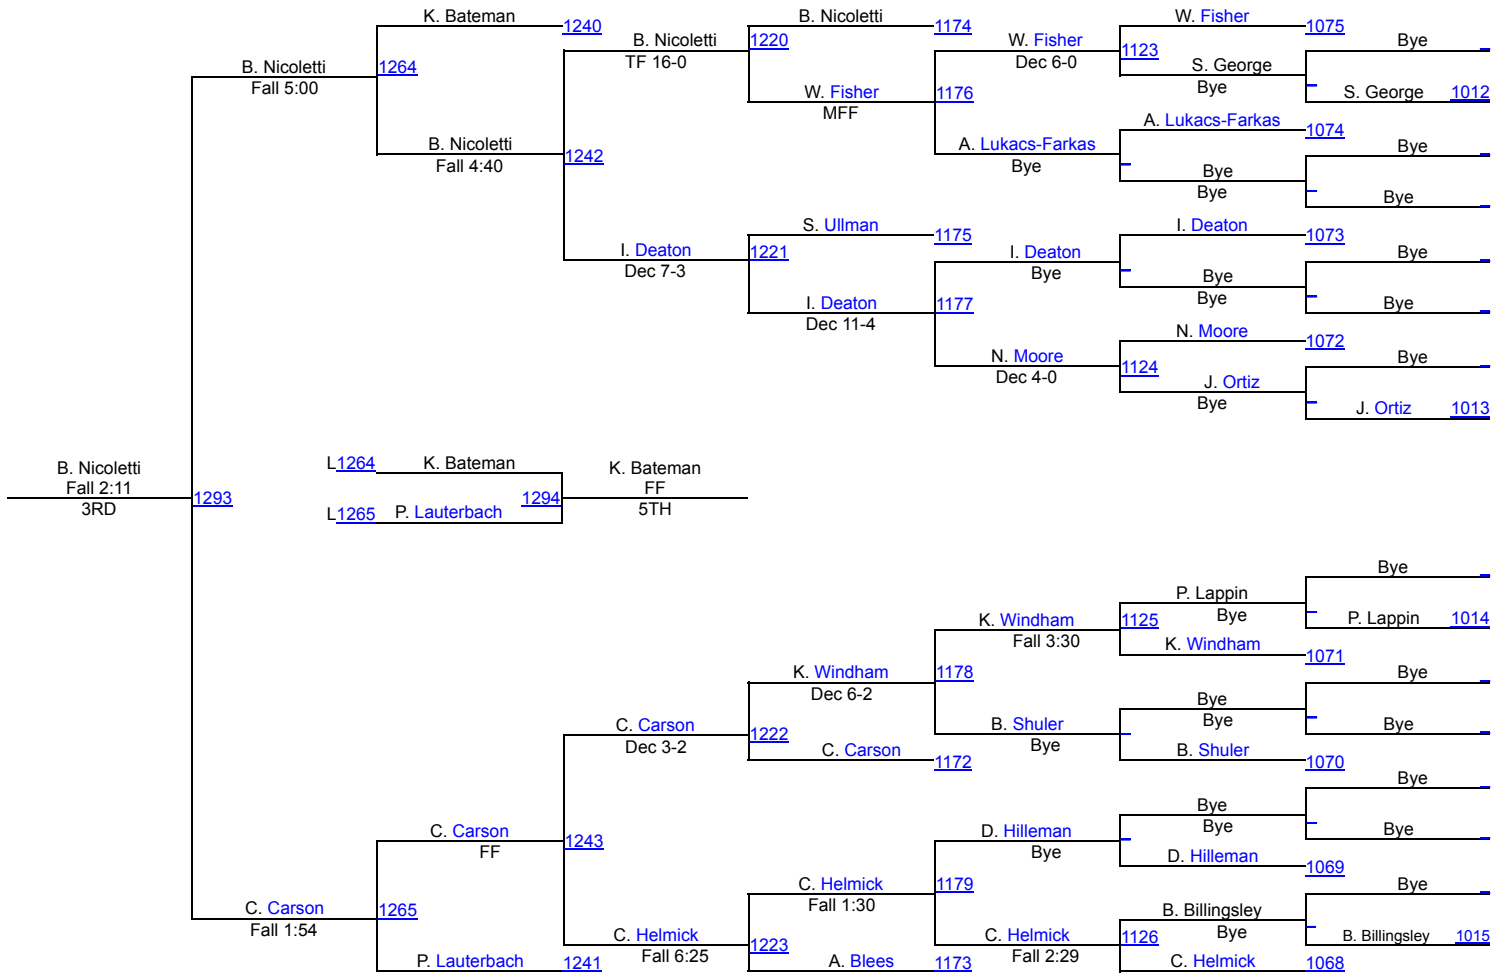 K. Bateman
1240
B. Nicoletti
Fall 5:00
1264
B. Nicoletti
Fall 4:40
1242
B. Nicoletti
TF 16-0
1220
B. Nicoletti
1174
W. Fisher
MFF
1176
W. Fisher
Dec 6-0
1123
W. Fisher
1075
S. George
Bye
Bye
S. George 1012
A. Lukacs-Farkas
Bye
A. Lukacs-Farkas
1074
Bye
Bye
Bye
Bye
I. Deaton
Dec 7-3
1221
S. Ullman
1175
I. Deaton
Dec 11-4
1177
I. Deaton
Bye
I. Deaton
1073
Bye
Bye
Bye
Bye
N. Moore
Dec 4-0
1124
N. Moore
1072
J. Ortiz
Bye
Bye
J. Ortiz 1013
B. Nicoletti
Fall 2:11
3RD
1293
L1264 K. Bateman
L1265 P. Lauterbach
1294
K. Bateman
FF
5TH
C. Carson
Fall 1:54
1265
C. Carson
FF
1243
P. Lauterbach 1241
C. Carson
Dec 3-2
1222
K. Windham
Dec 6-2
1178
C. Carson
1172
K. Windham
Fall 3:30
1125
P. Lappin
Bye
Bye
P. Lappin 1014
K. Windham
1071
B. Shuler
Bye
Bye
Bye
Bye
Bye
B. Shuler
1070
C. Helmick
Fall 6:25
1223
C. Helmick
Fall 1:30
1179
A. Blees 1173
D. Hilleman
Bye
Bye
Bye
Bye
Bye
D. Hilleman
1069
C. Helmick
Fall 2:29
1126
B. Billingsley
Bye
Bye
B. Billingsley 1015
C. Helmick 1068